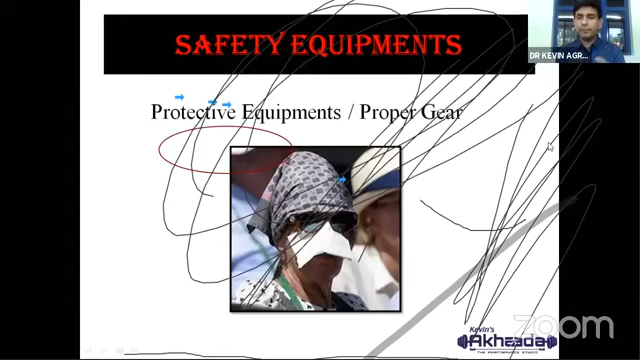 SAFETY EQUIPMENTS
DR KEVIN AGR...
Protective Equipments / Proper Gear
Kevin's
Akhaada
THE PERFORMANCE STUDIO
zoom